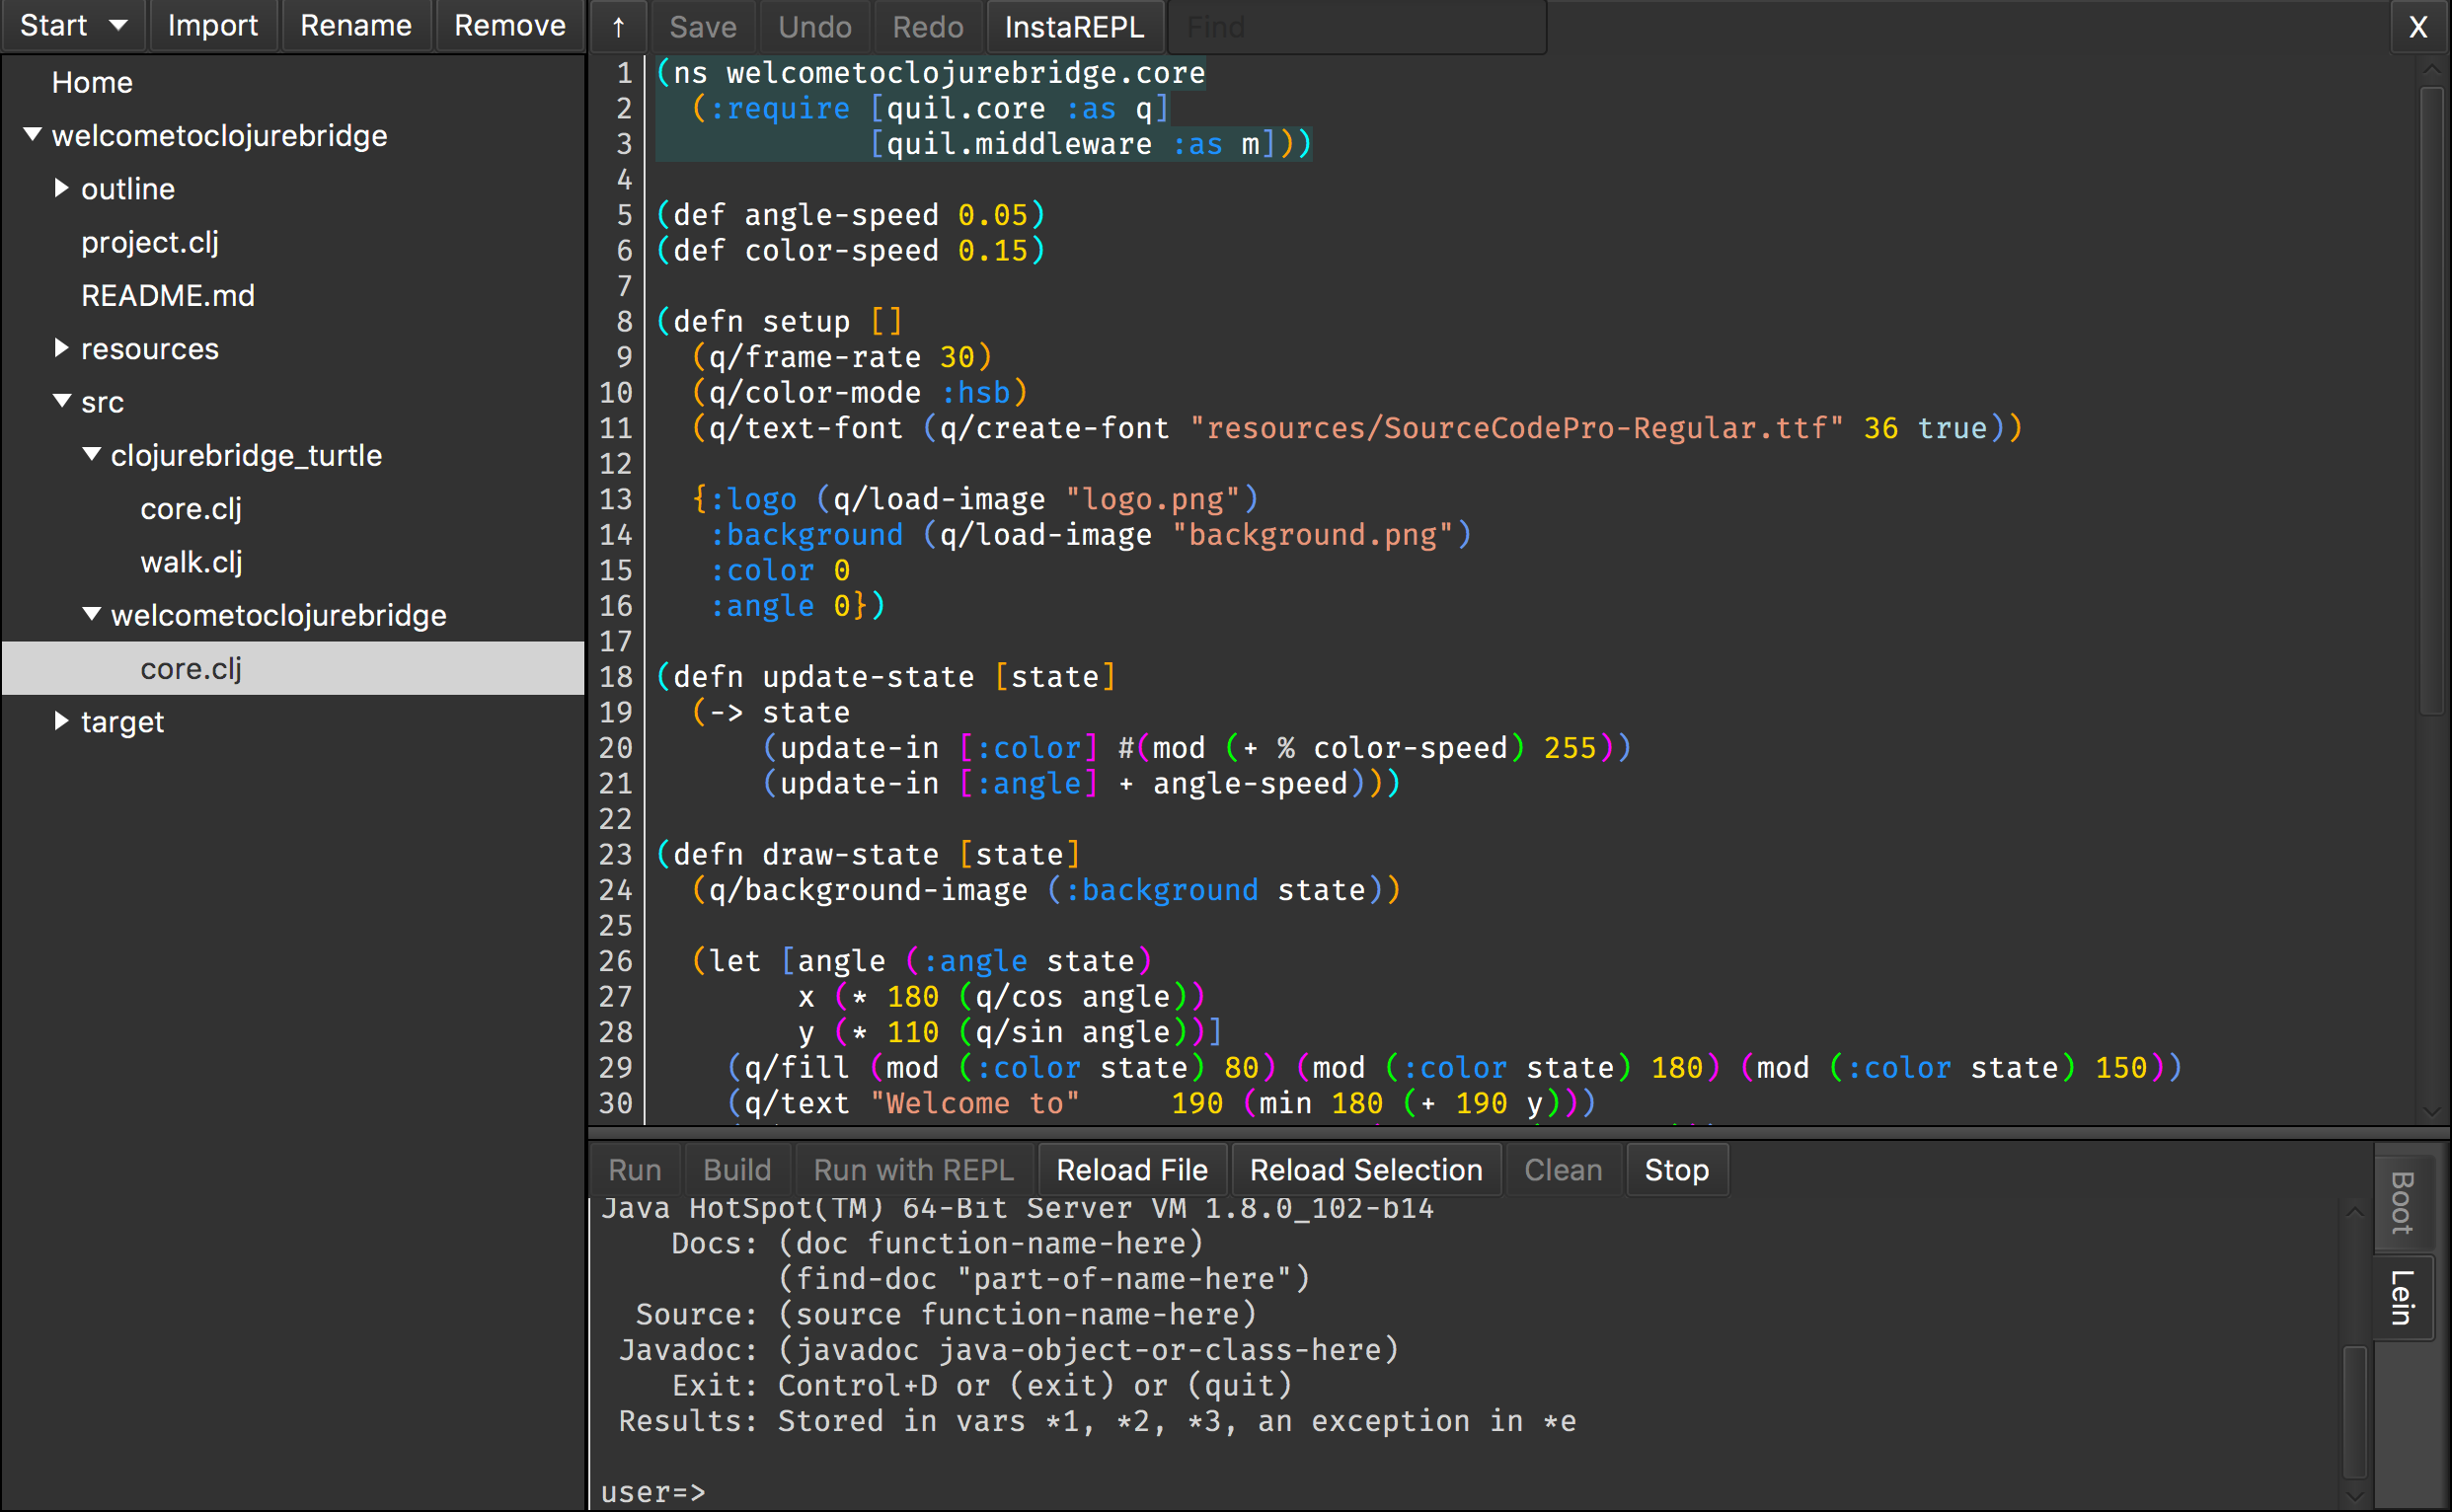 Start Import Rename Remove
Home
welcometoclojurebridge
outline
project.clj
README.md
resources
src
clojurebridge_turtle
core.clj
walk.clj
welcometoclojurebridge
core.clj
target
↑ Save Undo Redo InstaREPL Find X
1 (ns welcometoclojurebridge.core
2   (:require [quil.core :as q]
3             [quil.middleware :as m]))
4
5 (def angle-speed 0.05)
6 (def color-speed 0.15)
7
8 (defn setup []
9   (q/frame-rate 30)
10   (q/color-mode :hsb)
11   (q/text-font (q/create-font "resources/SourceCodePro-Regular.ttf" 36 true))
12
13   {:logo (q/load-image "logo.png")
14    :background (q/load-image "background.png")
15    :color 0
16    :angle 0})
17
18 (defn update-state [state]
19   (-> state
20       (update-in [:color] #(mod (+ % color-speed) 255))
21       (update-in [:angle] + angle-speed)))
22
23 (defn draw-state [state]
24   (q/background-image (:background state))
25
26   (let [angle (:angle state)
27         x (* 180 (q/cos angle))
28         y (* 110 (q/sin angle))]
29     (q/fill (mod (:color state) 80) (mod (:color state) 180) (mod (:color state) 150))
30     (q/text "Welcome to"     190 (min 180 (+ 190 y)))
Run Build Run with REPL Reload File Reload Selection Clean Stop
Java HotSpot(TM) 64-Bit Server VM 1.8.0_102-b14
    Docs: (doc function-name-here)
          (find-doc "part-of-name-here")
  Source: (source function-name-here)
 Javadoc: (javadoc java-object-or-class-here)
    Exit: Control+D or (exit) or (quit)
 Results: Stored in vars *1, *2, *3, an exception in *e
user=>
Boot
Lein